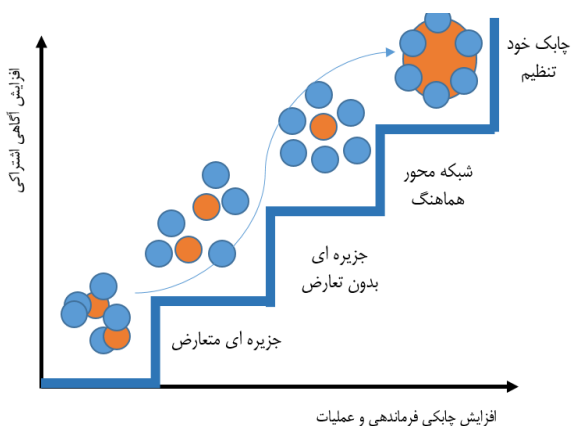 چابک خود
تنظیم
شبکه محور
هماهنگ
جزیره ای
بدون تعارض
جزیره ای متعارض
افزایش آگاهی اشتراکی
افزایش چابکی فرماندهی و عملیات